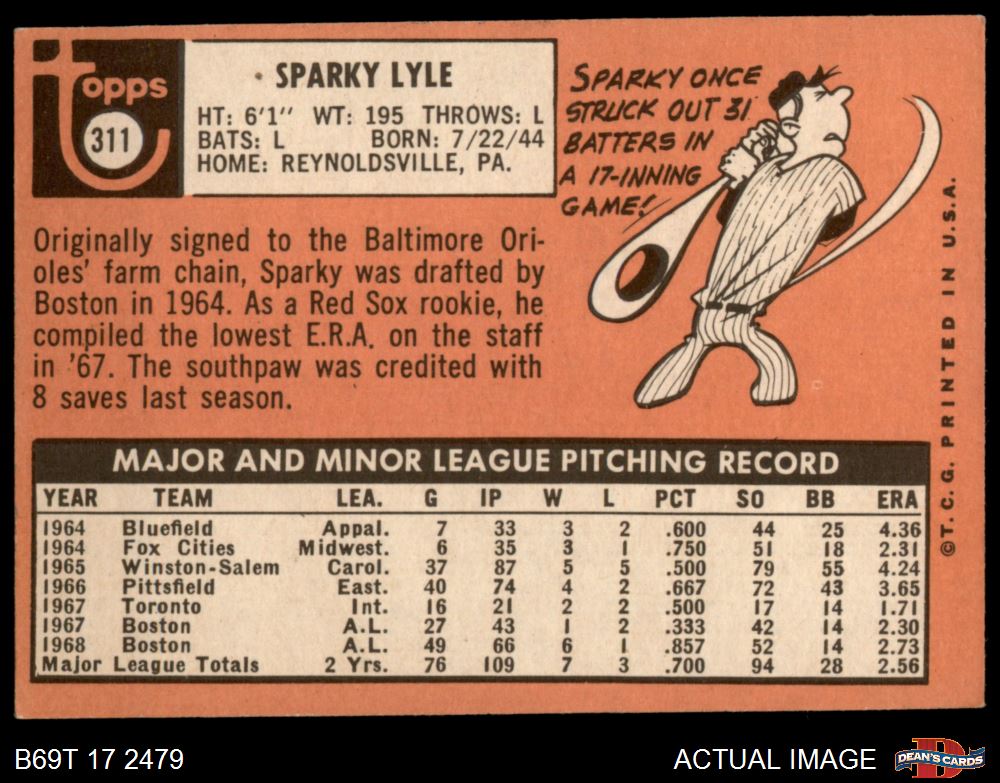 Topps
311
SPARKY LYLE
HT: 6'1" WT: 195 THROWS: L
BATS: L BORN: 7/22/44
HOME: REYNOLDSVILLE, PA.
SPARKY ONCE
STRUCK OUT 31
BATTERS IN
A 17-INNING
GAME!
Originally signed to the Baltimore Ori-
oles' farm chain, Sparky was drafted by
Boston in 1964. As a Red Sox rookie, he
compiled the lowest E.R.A. on the staff
in '67. The southpaw was credited with
8 saves last season.
MAJOR AND MINOR LEAGUE PITCHING RECORD
YEAR TEAM LEA. G IP W L PCT SO BB ERA
1964 Bluefield Appal. 7 33 3 2 .600 44 25 4.36
1964 Fox Cities Midwest. 6 35 3 1 .750 51 18 2.31
1965 Winston-Salem Carol. 37 87 5 5 .500 79 55 4.24
1966 Pittsfield East. 40 74 4 2 .667 72 43 3.65
1967 Toronto Int. 16 21 2 2 .500 17 14 1.71
1967 Boston A.L. 27 43 1 2 .333 42 14 2.30
1968 Boston A.L. 49 66 6 1 .857 52 14 2.73
Major League Totals 2 Yrs. 76 109 7 3 .700 94 28 2.56
©T.C.G. PRINTED IN U.S.A.
B69T 17 2479
ACTUAL IMAGE
D
DEAN'S CARDS